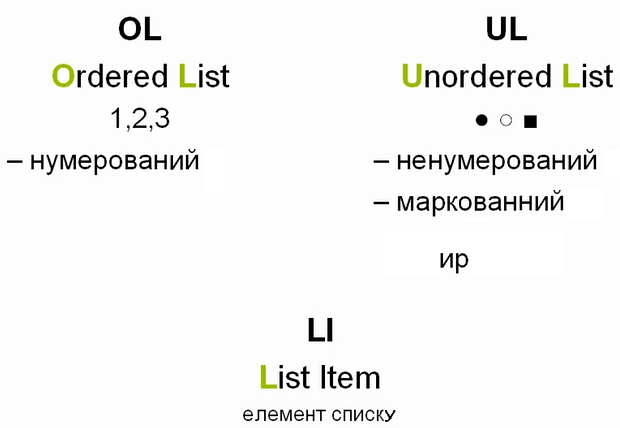 OL
Ordered List
1,2,3
– нумерований
UL
Unordered List
● ○ ■
– ненумерований
– маркованний
ир
LI
List Item
елемент списку